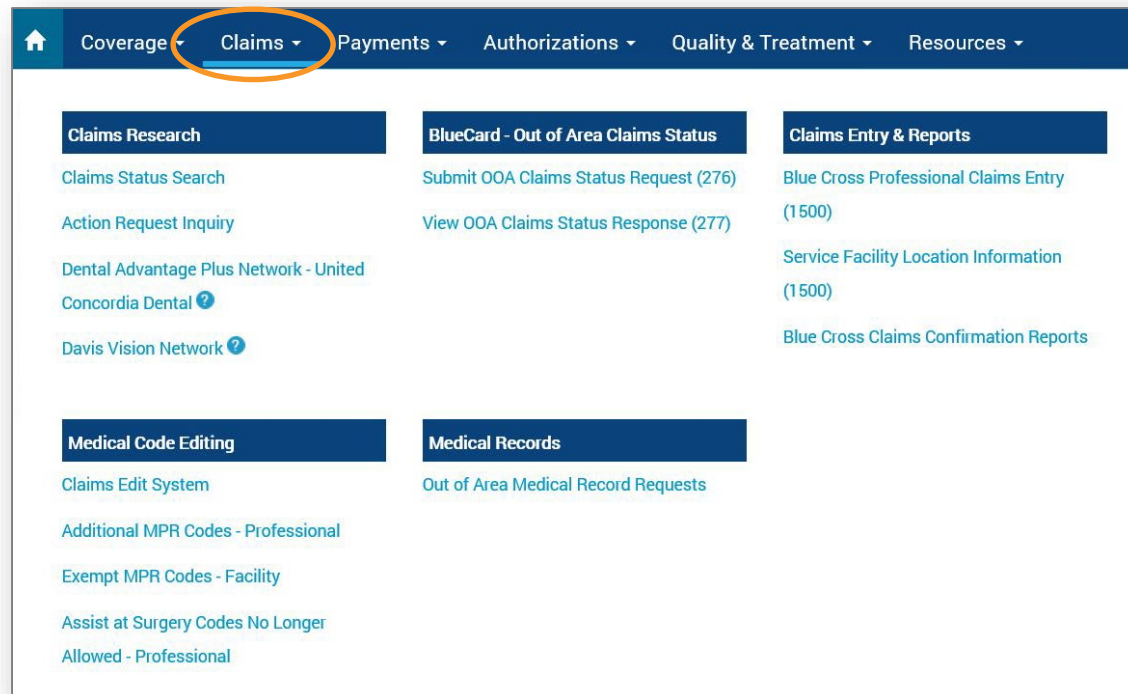 Coverage Claims Payments Authorizations Quality & Treatment Resources
Claims Research
Claims Status Search
Action Request Inquiry
Dental Advantage Plus Network - United
Concordia Dental ?
Davis Vision Network ?
BlueCard - Out of Area Claims Status
Submit OOA Claims Status Request (276)
View OOA Claims Status Response (277)
Claims Entry & Reports
Blue Cross Professional Claims Entry
(1500)
Service Facility Location Information
(1500)
Blue Cross Claims Confirmation Reports
Medical Code Editing
Claims Edit System
Additional MPR Codes - Professional
Exempt MPR Codes - Facility
Assist at Surgery Codes No Longer
Allowed - Professional
Medical Records
Out of Area Medical Record Requests